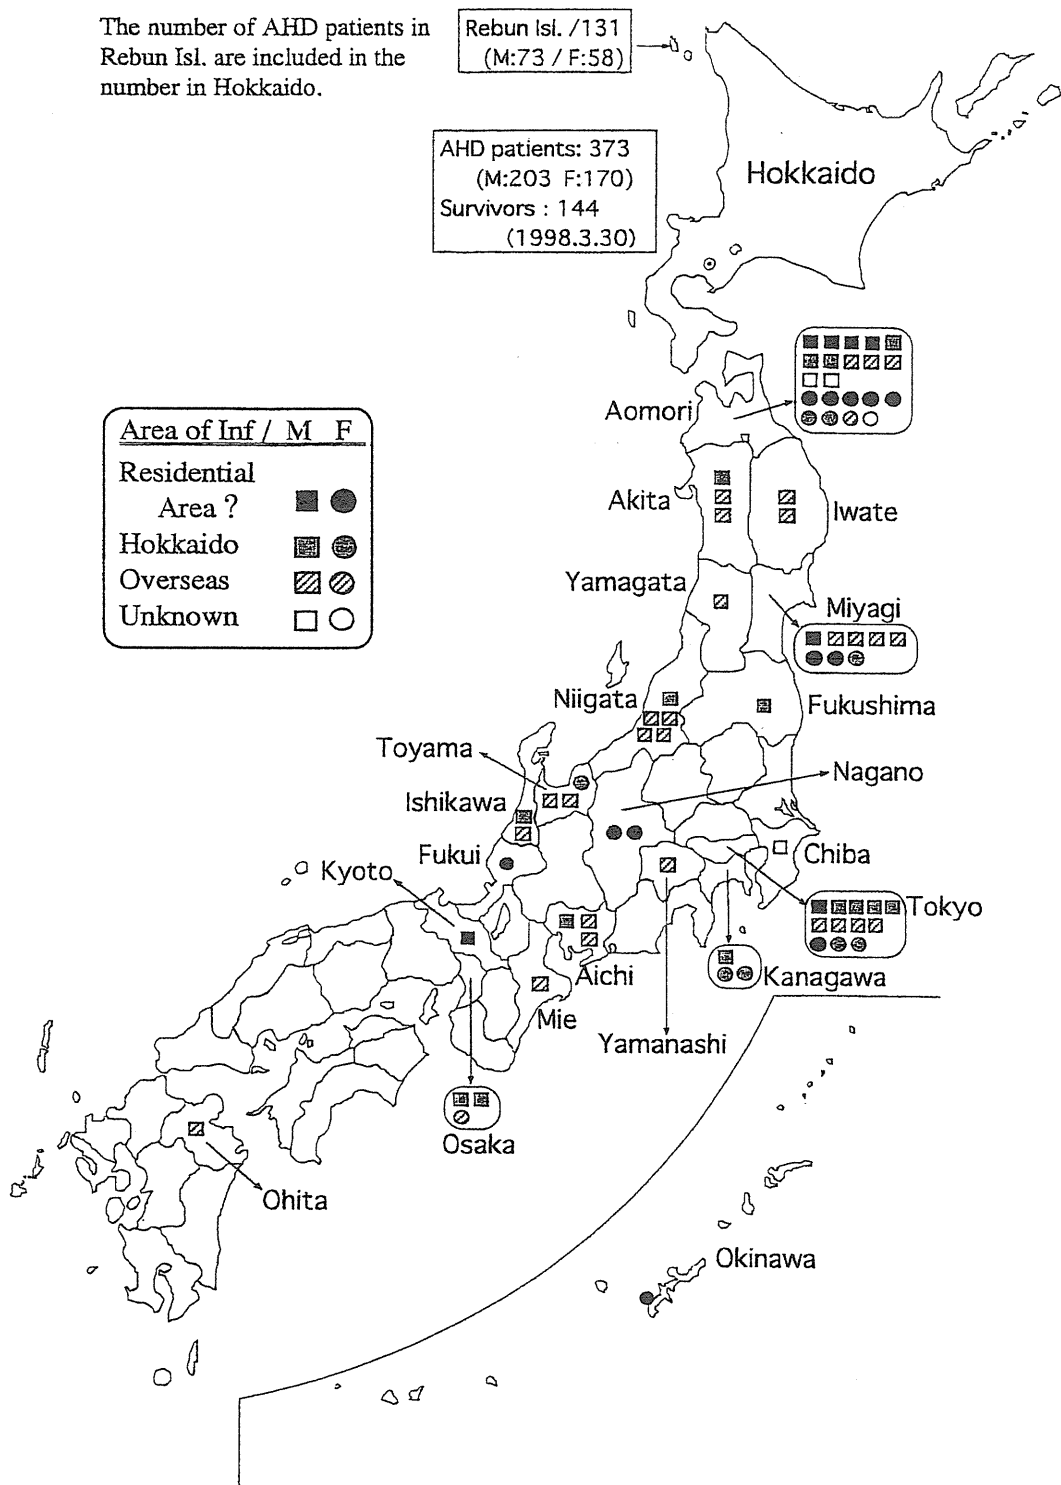 The number of AHD patients in
Rebun Isl. are included in the
number in Hokkaido.
Rebun Isl. /131
(M:73 / F:58)
AHD patients: 373
(M:203 F:170)
Survivors : 144
(1998.3.30)
Hokkaido
Area of Inf / M F
Residential
Area ?
Hokkaido
Overseas
Unknown
Aomori
Akita
Iwate
Yamagata
Miyagi
Niigata
Fukushima
Toyama
Nagano
Ishikawa
Fukui
Chiba
Kyoto
Tokyo
Aichi
Kanagawa
Mie
Yamanashi
Osaka
Ohita
Okinawa